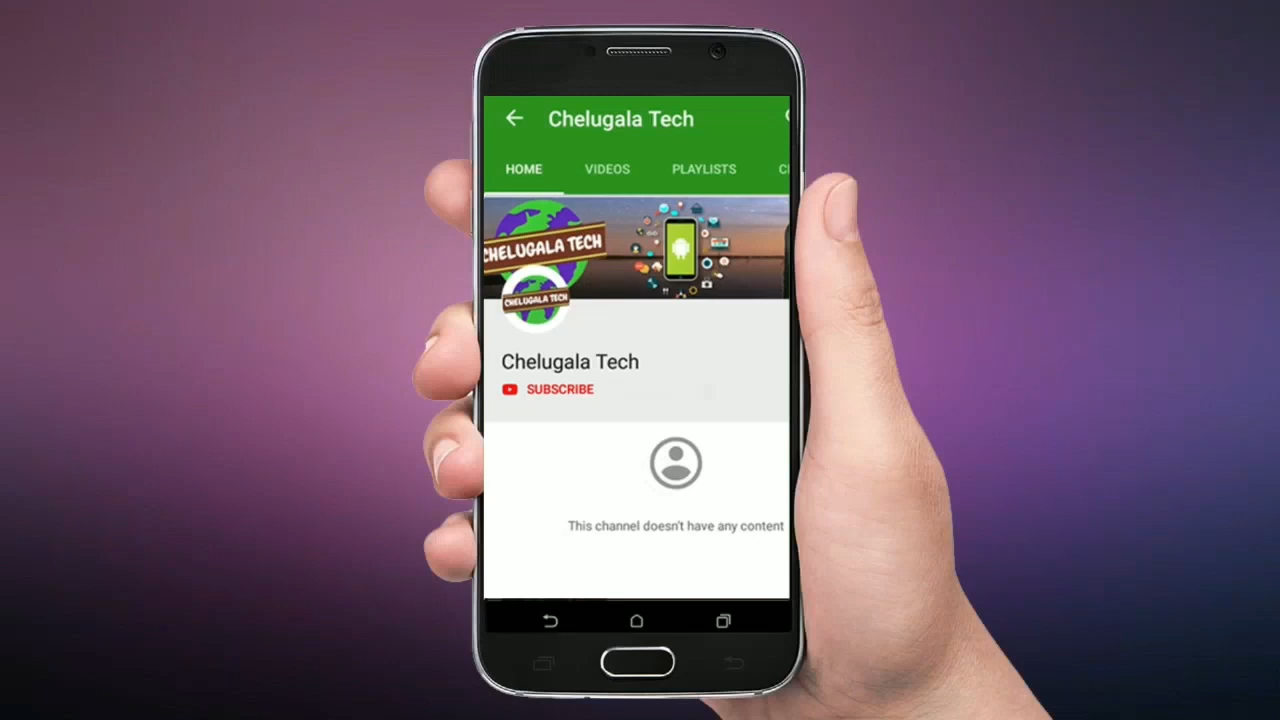 Chelugala Tech
HOME VIDEOS PLAYLISTS
CHELUGALA TECH
CHELUGALA TECH
Chelugala Tech
SUBSCRIBE
This channel doesn't have any content